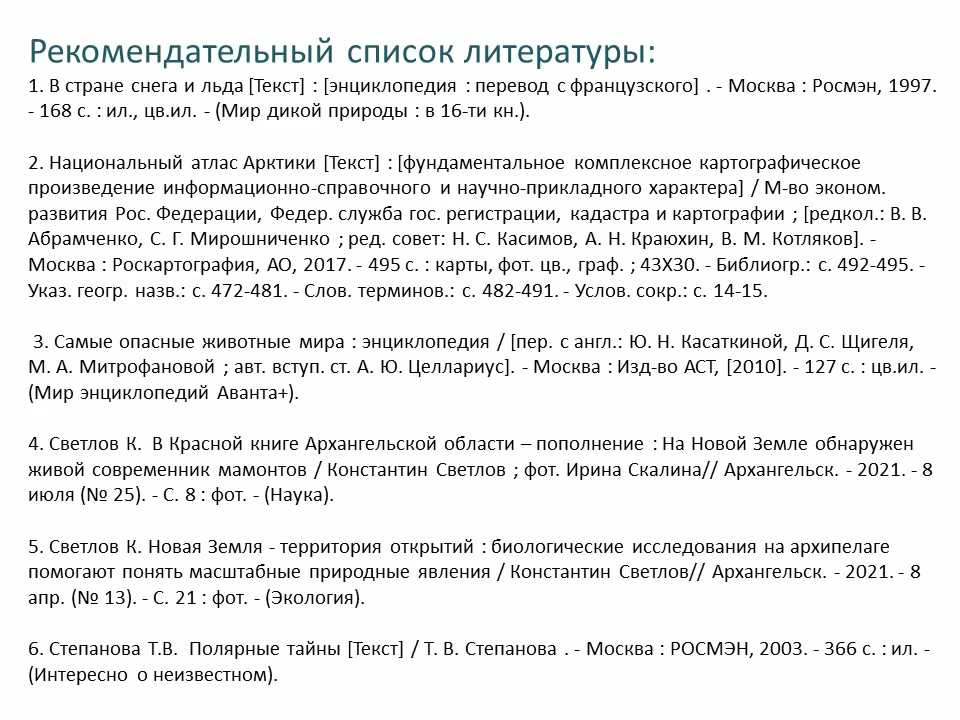 Рекомендательный список литературы:
1. В стране снега и льда [Текст] : [энциклопедия : перевод с французского] . - Москва : Росмэн, 1997.
- 168 с. : ил., цв.ил. - (Мир дикой природы : в 16-ти кн.).
2. Национальный атлас Арктики [Текст] : [фундаментальное комплексное картографическое
произведение информационно-справочного и научно-прикладного характера] / М-во эконом.
развития Рос. Федерации, Федер. служба гос. регистрации, кадастра и картографии ; [редкол.: В. В.
Абрамченко, С. Г. Мирошниченко ; ред. совет: Н. С. Касимов, А. Н. Краюхин, В. М. Котляков]. -
Москва : Роскартография, АО, 2017. - 495 с. : карты, фот. цв., граф. ; 43Х30. - Библиогр.: с. 492-495. -
Указ. геогр. назв.: с. 472-481. - Слов. терминов.: с. 482-491. - Услов. сокр.: с. 14-15.
3. Самые опасные животные мира : энциклопедия / [пер. с англ.: Ю. Н. Касаткиной, Д. С. Щигеля,
М. А. Митрофановой ; авт. вступ. ст. А. Ю. Целлариус]. - Москва : Изд-во АСТ, [2010]. - 127 с. : цв.ил. -
(Мир энциклопедий Аванта+).
4. Светлов К. В Красной книге Архангельской области – пополнение : На Новой Земле обнаружен
живой современник мамонтов / Константин Светлов ; фот. Ирина Скалина// Архангельск. - 2021. - 8
июля (№ 25). - С. 8 : фот. - (Наука).
5. Светлов К. Новая Земля - территория открытий : биологические исследования на архипелаге
помогают понять масштабные природные явления / Константин Светлов// Архангельск. - 2021. - 8
апр. (№ 13). - С. 21 : фот. - (Экология).
6. Степанова Т.В. Полярные тайны [Текст] / Т. В. Степанова . - Москва : РОСМЭН, 2003. - 366 с. : ил. -
(Интересно о неизвестном).